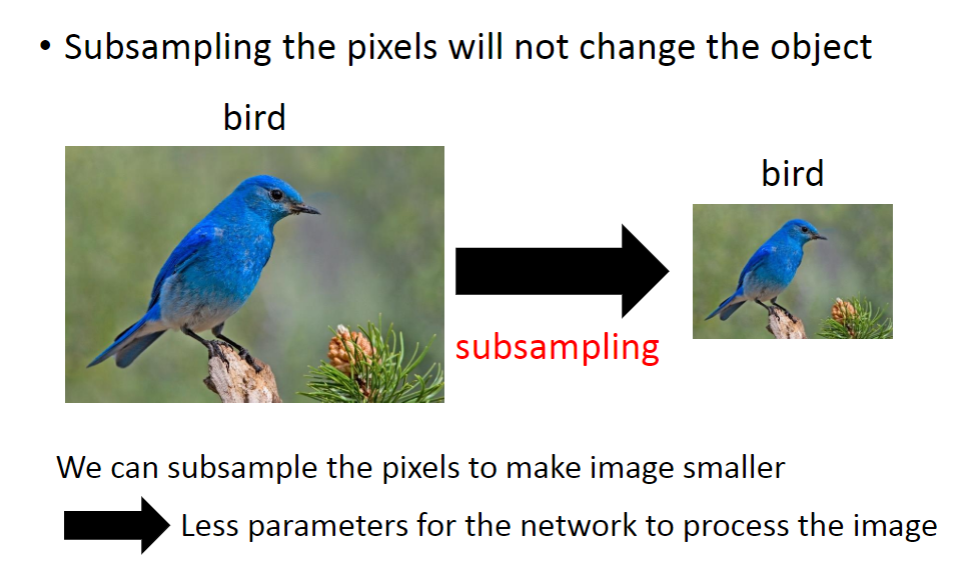 • Subsampling the pixels will not change the object
bird
bird
subsampling
We can subsample the pixels to make image smaller
Less parameters for the network to process the image